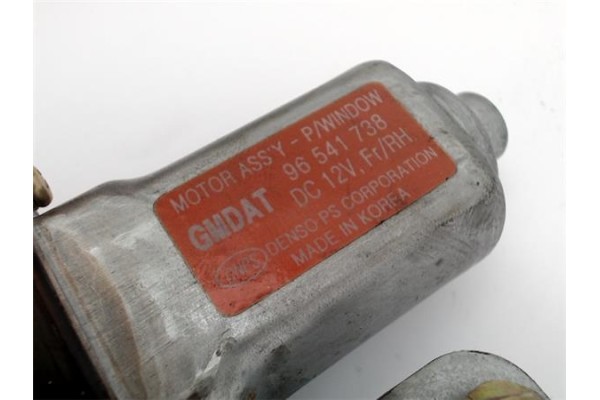 MOTOR ASS'Y - P/WINDOW
GMDAT 96 541 738
DC 12V, Fr/RH
DENSO PS CORPORATION
MADE IN KOREA